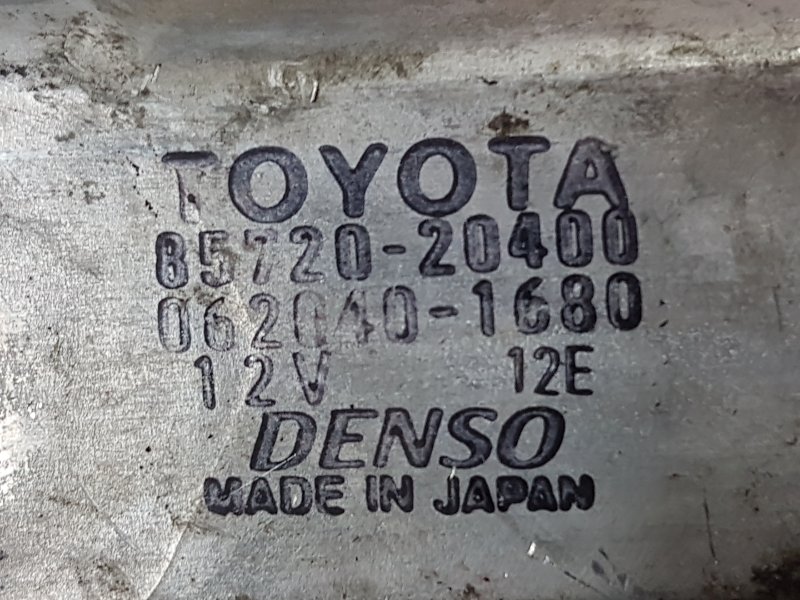 TOYOTA
85720-20400
062040-1680
12V 12E
DENSO
MADE IN JAPAN